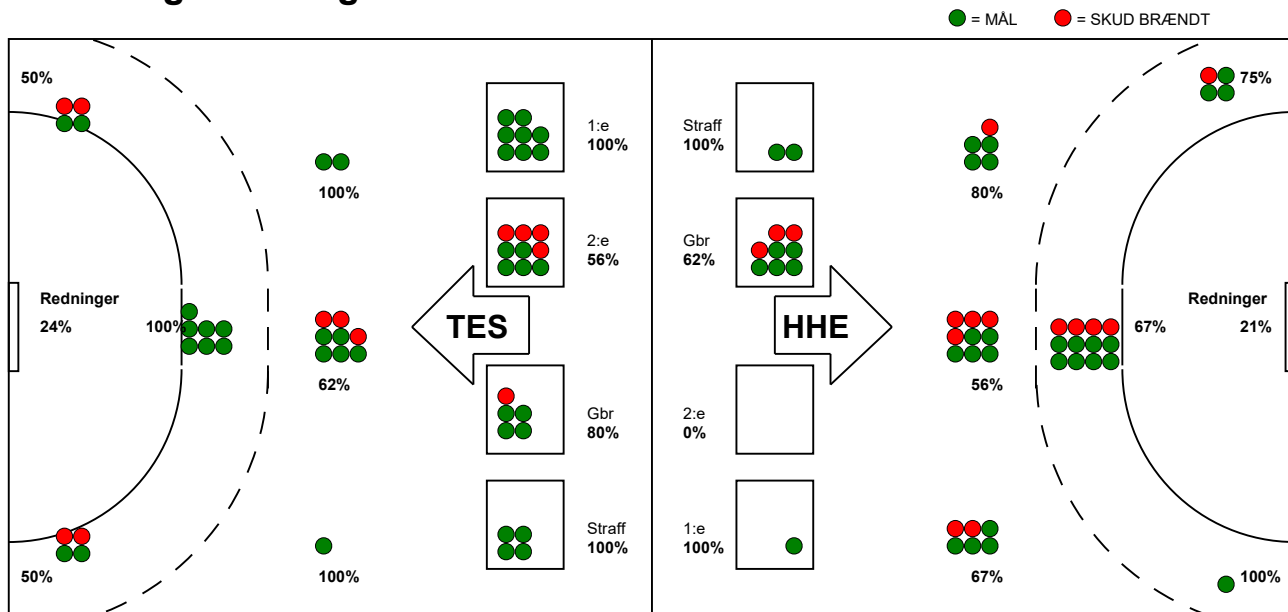 = MÅL
= SKUD BRÆNDT
50%
1:e
100%
Straff
100%
75%
100%
80%
2:e
56%
Gbr
62%
Redninger
24%
100%
TES
HHE
67%
Redninger
21%
62%
56%
Gbr
80%
2:e
0%
Straff
100%
1:e
100%
50%
100%
67%
100%